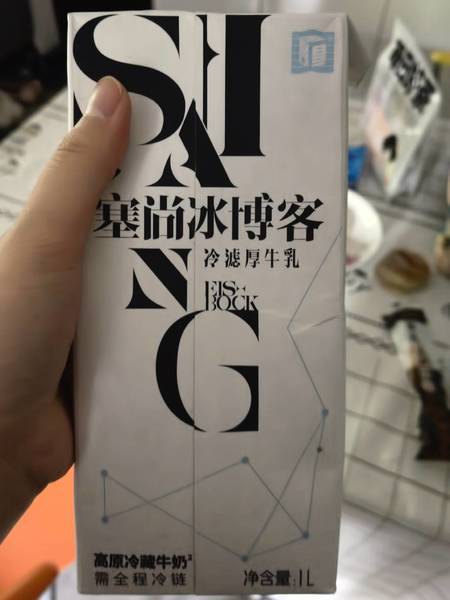 SAI
塞尚冰博客
冷滤厚牛乳
N
EIS-
BOCK
G
高原冷藏牛奶²
需全程冷链
净含量:1L